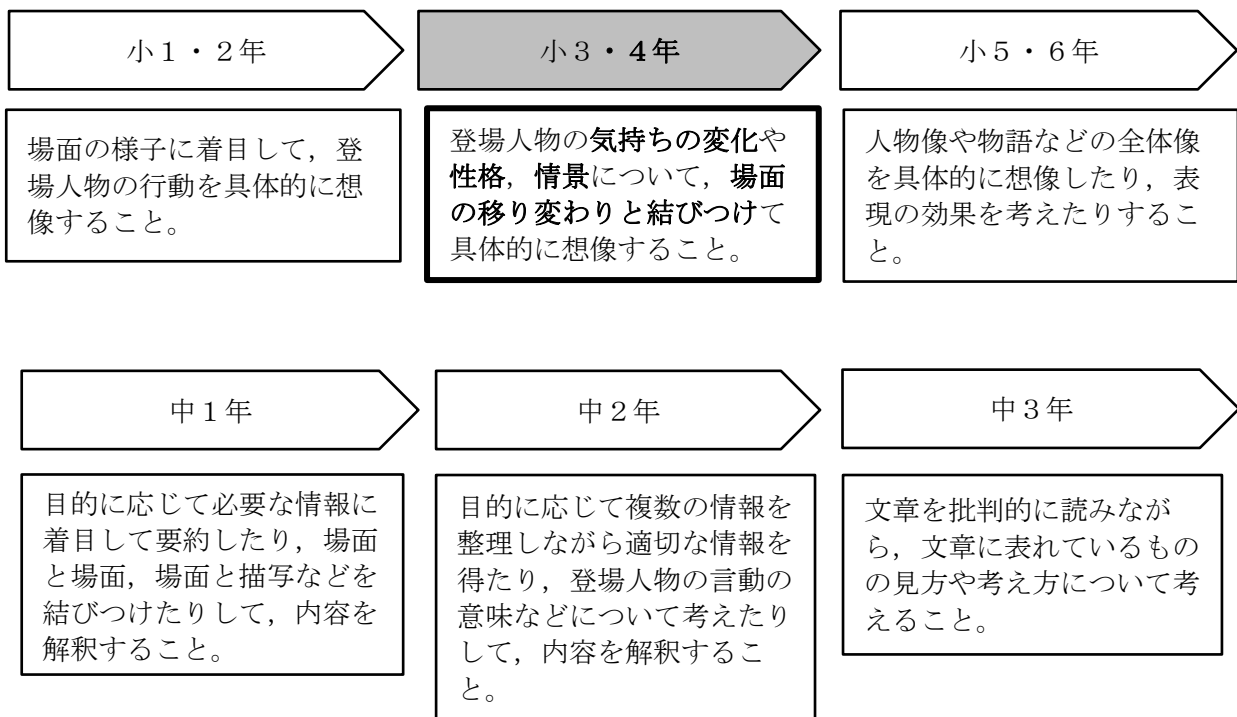 小１・２年
小３・４年
小５・６年
場面の様子に着目して，登
場人物の行動を具体的に想
像すること。
登場人物の気持ちの変化や
性格，情景について，場面
の移り変わりと結びつけて
具体的に想像すること。
人物像や物語などの全体像
を具体的に想像したり，表
現の効果を考えたりするこ
と。
中１年
中２年
中３年
目的に応じて必要な情報に
着目して要約したり，場面
と場面，場面と描写などを
結びつけたりして，内容を
解釈すること。
目的に応じて複数の情報を
整理しながら適切な情報を
得たり，登場人物の言動の
意味などについて考えたり
して，内容を解釈するこ
と。
文章を批判的に読みなが
ら，文章に表れているもの
の見方や考え方について考
えること。